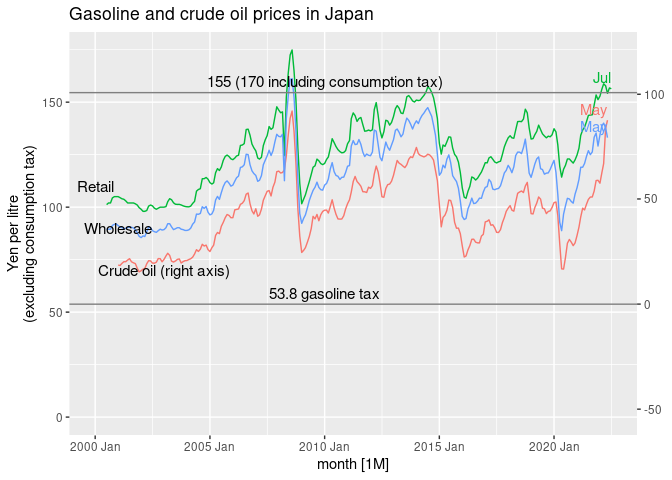 Gasoline and crude oil prices in Japan
155 (170 including consumption tax)
Jul
May
May
Retail
Wholesale
Crude oil (right axis)
53.8 gasoline tax
Yen per litre
(excluding consumption tax)
150
100
50
0
100
50
0
-50
2000 Jan
2005 Jan
2010 Jan
2015 Jan
2020 Jan
month [1M]